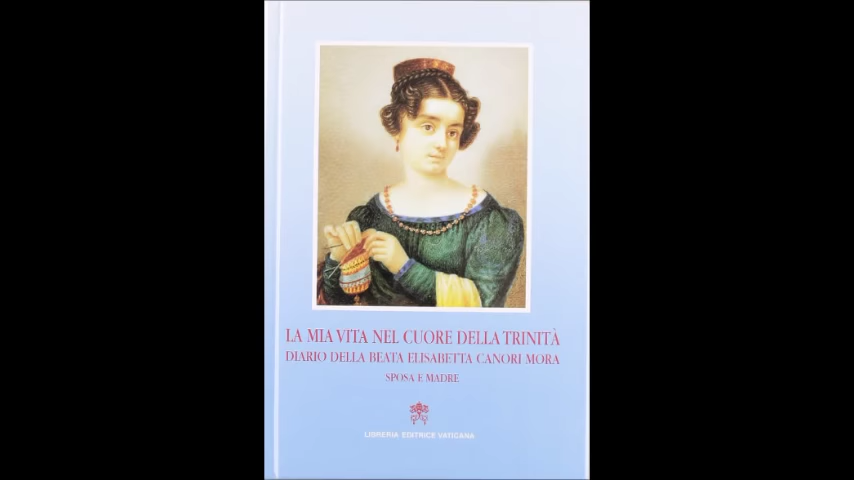 LA MIA VITA NEL CUORE DELLA TRINITÀ
DIARIO DELLA BEATA ELISABETTA CANORI MORA
SPOSA E MADRE
LIBRERIA EDITRICE VATICANA